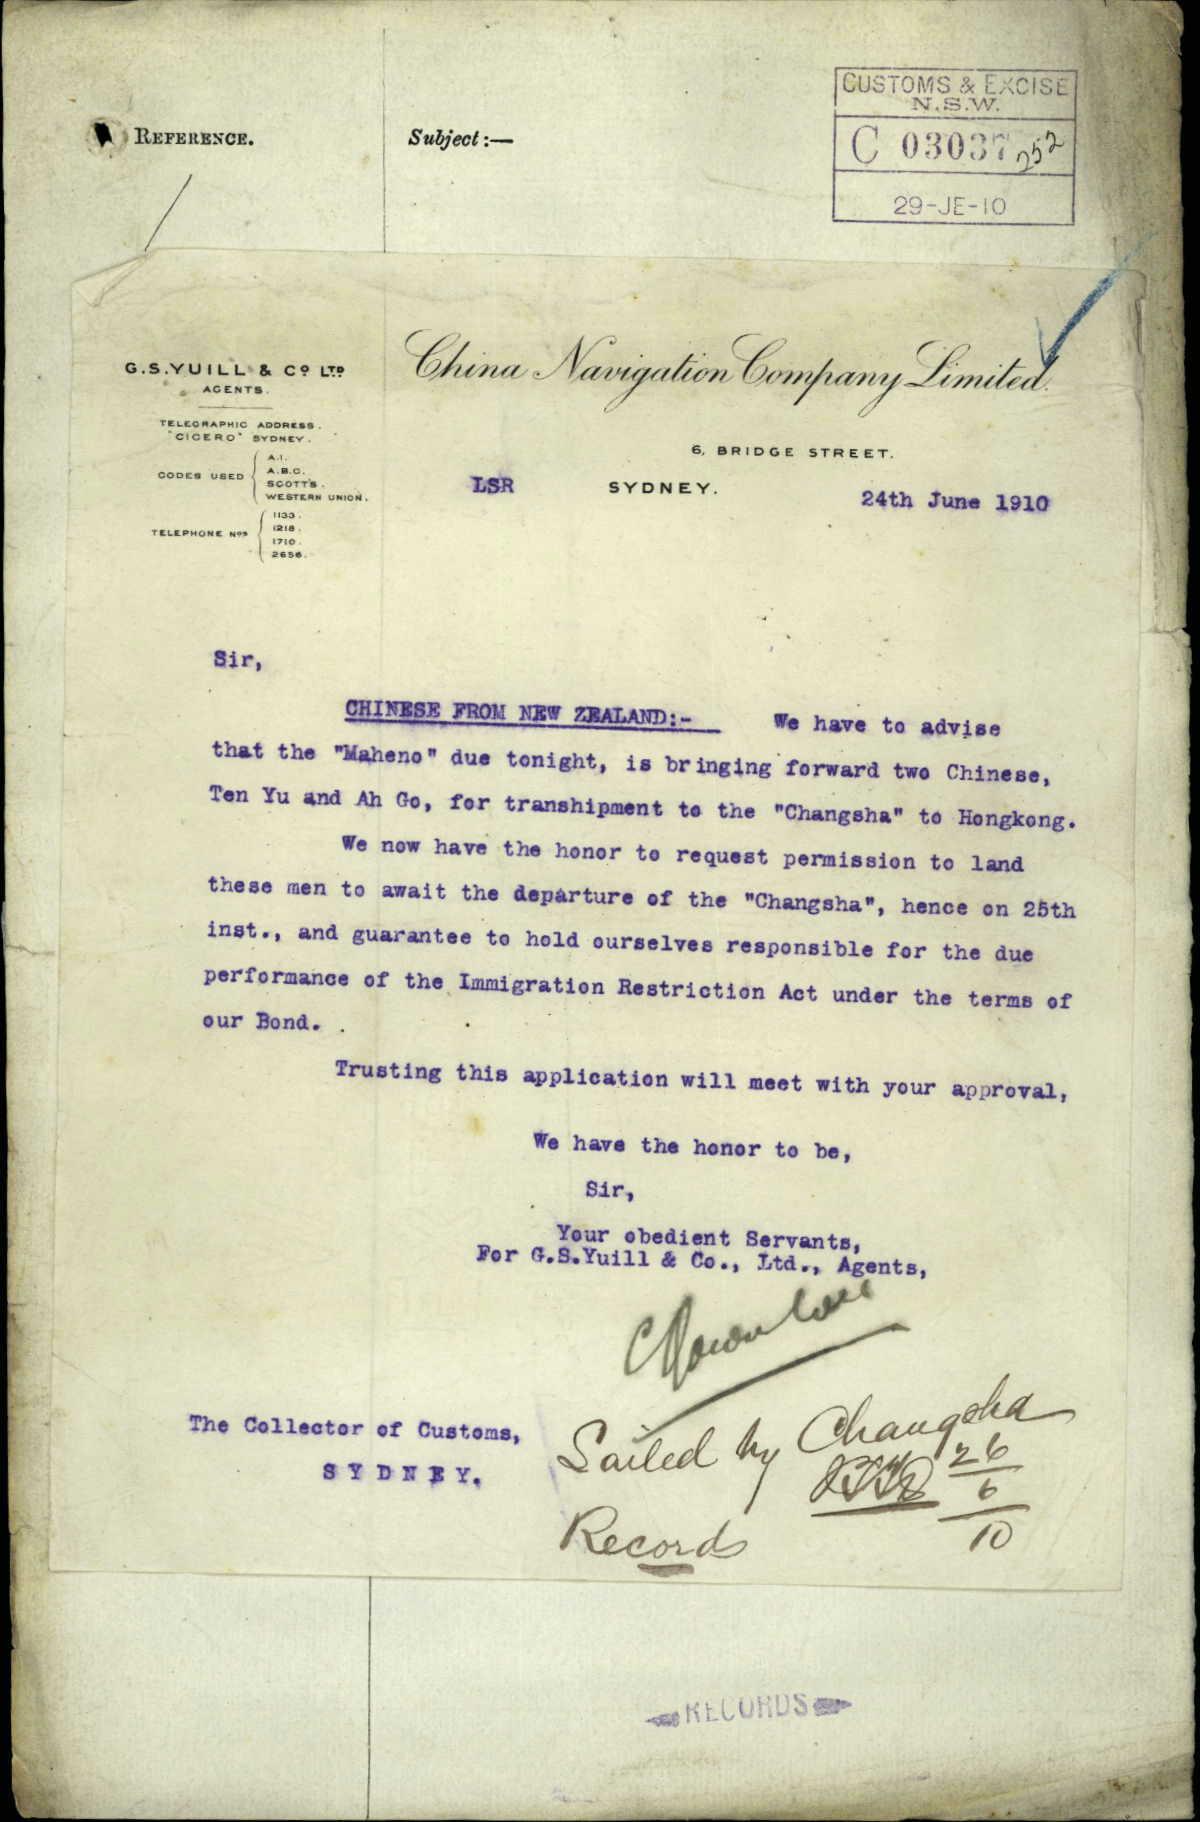 REFERENCE.
Subject:—
CUSTOMS & EXCISE
N.S.W.
C 03037 252
29-JE-10
G.S.YUILL & Co LTD
AGENTS.
TELEGRAPHIC ADDRESS.
"CICERO" SYDNEY.
CODES USED
A.I.
A.B.C.
SCOTT'S.
WESTERN UNION.
TELEPHONE Nos
1133.
1218.
1710.
2656.
China Navigation Company Limited.
6, BRIDGE STREET.
LSR SYDNEY. 24th June 1910
Sir,
CHINESE FROM NEW ZEALAND:- We have to advise
that the "Maheno" due tonight, is bringing forward two Chinese,
Ten Yu and Ah Go, for transhipment to the "Changsha" to Hongkong.
We now have the honor to request permission to land
these men to await the departure of the "Changsha", hence on 25th
inst., and guarantee to hold ourselves responsible for the due
performance of the Immigration Restriction Act under the terms of
our Bond.
Trusting this application will meet with your approval,
We have the honor to be,
Sir,
Your obedient Servants,
For G.S.Yuill & Co., Ltd., Agents,
The Collector of Customs,
SYDNEY.
Sailed by Changsha
26
6
10
Records
RECORDS